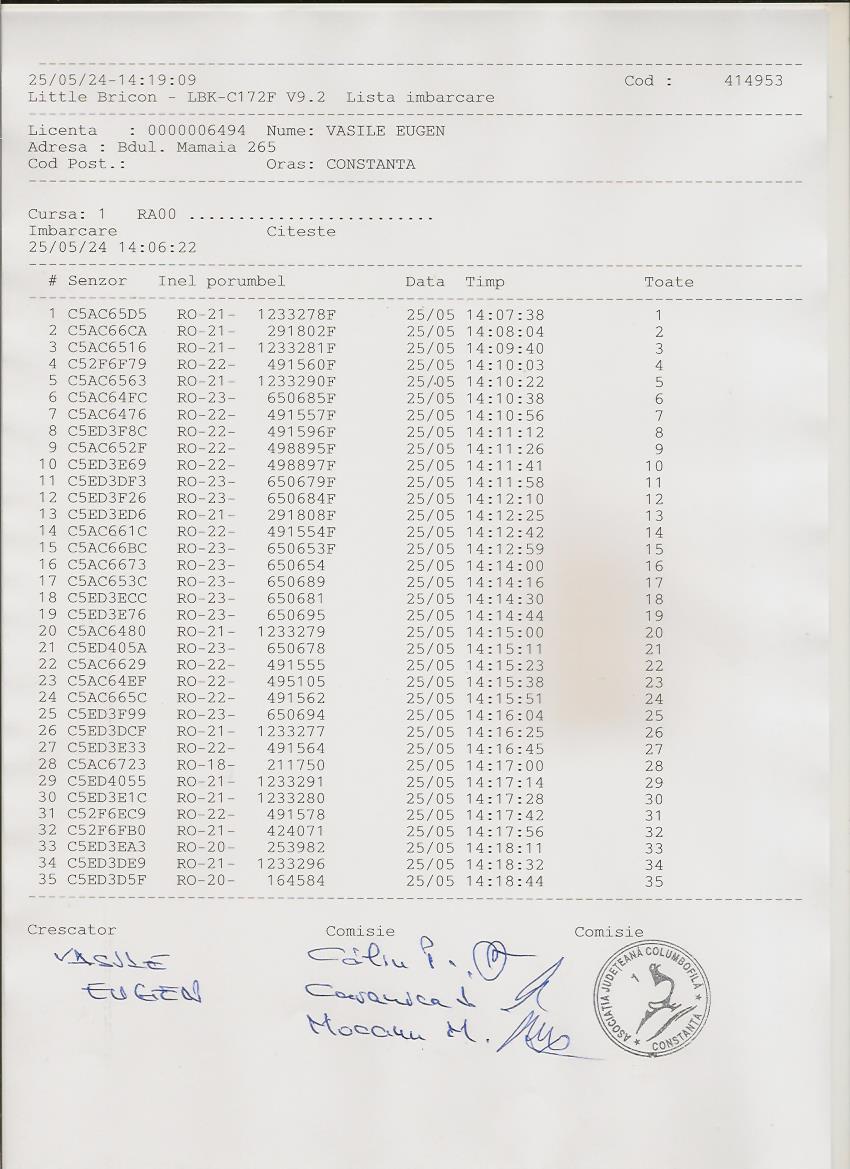 25/05/24-14:19:09 Cod : 414953
Little Bricon - LBK-C172F V9.2 Lista imbarcare
Licenta : 0000006494 Nume: VASILE EUGEN
Adresa : Bdul. Mamaia 265
Cod Post.: Oras: CONSTANTA
Cursa: 1 RA00 .........................
Imbarcare Citeste
25/05/24 14:06:22
# Senzor Inel porumbel Data Timp Toate
1 C5AC65D5 RO-21- 1233278F 25/05 14:07:38 1
2 C5AC66CA RO-21- 291802F 25/05 14:08:04 2
3 C5AC6516 RO-21- 1233281F 25/05 14:09:40 3
4 C52F6F79 RO-22- 491560F 25/05 14:10:03 4
5 C5AC6563 RO-21- 1233290F 25/05 14:10:22 5
6 C5AC64FC RO-23- 650685F 25/05 14:10:38 6
7 C5AC6476 RO-22- 491557F 25/05 14:10:56 7
8 C5ED3F8C RO-22- 491596F 25/05 14:11:12 8
9 C5AC652F RO-22- 498895F 25/05 14:11:26 9
10 C5ED3E69 RO-22- 498897F 25/05 14:11:41 10
11 C5ED3DF3 RO-23- 650679F 25/05 14:11:58 11
12 C5ED3F26 RO-23- 650684F 25/05 14:12:10 12
13 C5ED3ED6 RO-21- 291808F 25/05 14:12:25 13
14 C5AC661C RO-22- 491554F 25/05 14:12:42 14
15 C5AC66BC RO-23- 650653F 25/05 14:12:59 15
16 C5AC6673 RO-23- 650654 25/05 14:14:00 16
17 C5AC653C RO-23- 650689 25/05 14:14:16 17
18 C5ED3ECC RO-23- 650681 25/05 14:14:30 18
19 C5ED3E76 RO-23- 650695 25/05 14:14:44 19
20 C5AC6480 RO-21- 1233279 25/05 14:15:00 20
21 C5ED405A RO-23- 650678 25/05 14:15:11 21
22 C5AC6629 RO-22- 491555 25/05 14:15:23 22
23 C5AC64EF RO-22- 495105 25/05 14:15:38 23
24 C5AC665C RO-22- 491562 25/05 14:15:51 24
25 C5ED3F99 RO-23- 650694 25/05 14:16:04 25
26 C5ED3DCF RO-21- 1233277 25/05 14:16:25 26
27 C5ED3E33 RO-22- 491564 25/05 14:16:45 27
28 C5AC6723 RO-18- 211750 25/05 14:17:00 28
29 C5ED4055 RO-21- 1233291 25/05 14:17:14 29
30 C5ED3E1C RO-21- 1233280 25/05 14:17:28 30
31 C52F6EC9 RO-22- 491578 25/05 14:17:42 31
32 C52F6FB0 RO-21- 424071 25/05 14:17:56 32
33 C5ED3EA3 RO-20- 253982 25/05 14:18:11 33
34 C5ED3DE9 RO-21- 1233296 25/05 14:18:32 34
35 C5ED3D5F RO-20- 164584 25/05 14:18:44 35
Crescator Comisie Comisie
VASILE
EUGEN
Călin P.
Mocanu M.
ASOCIAȚIA JUDEȚEANĂ COLUMBOFILĂ * CONSTANTA *
1